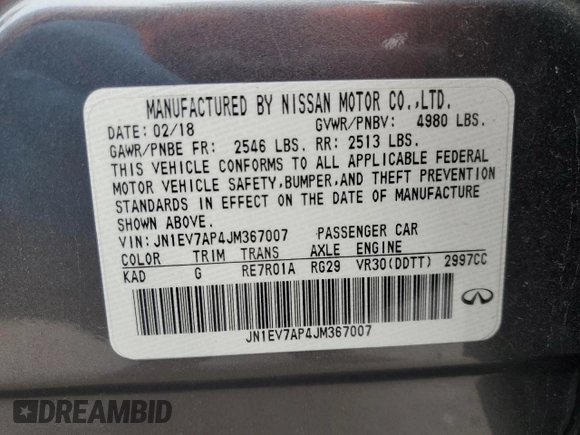 MANUFACTURED BY NISSAN MOTOR CO.,LTD.
DATE: 02/18 GVWR/PNBV: 4980 LBS.
GAWR/PNBE FR: 2546 LBS. RR: 2513 LBS.
THIS VEHICLE CONFORMS TO ALL APPLICABLE FEDERAL
MOTOR VEHICLE SAFETY,BUMPER,AND THEFT PREVENTION
STANDARDS IN EFFECT ON THE DATE OF MANUFACTURE
SHOWN ABOVE.
VIN: JN1EV7AP4JM367007 PASSENGER CAR
COLOR TRIM TRANS AXLE ENGINE
KAD G RE7R01A RG29 VR30(DDTT) 2997CC
JN1EV7AP4JM367007
DREAMBID